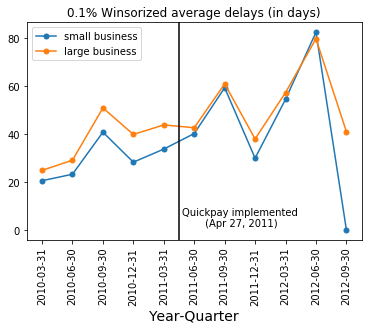 0.1% Winsorized average delays (in days)
small business
large business
80
60
40
20
0
Quickpay implemented
(Apr 27, 2011)
2010-03-31
2010-06-30
2010-09-30
2010-12-31
2011-03-31
2011-06-30
2011-09-30
2011-12-31
2012-03-31
2012-06-30
2012-09-30
Year-Quarter